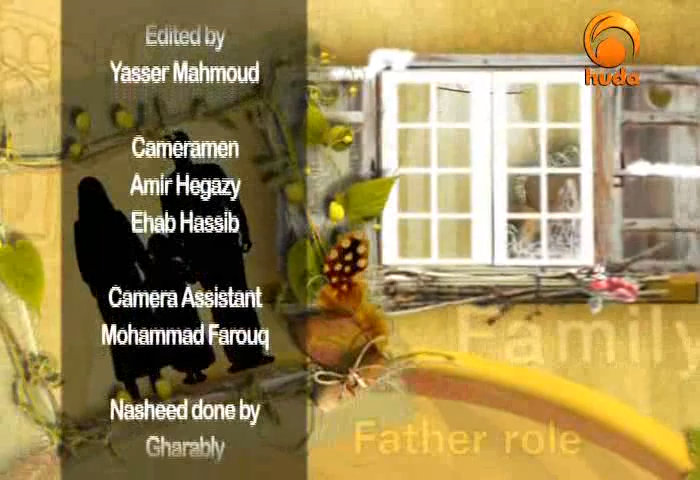 Edited by
Yasser Mahmoud
Cameramen
Amir Hegazy
Ehab Hassib
Camera Assistant
Mohammad Farouq
Nasheed done by
Gharably
huda
Family
Father role